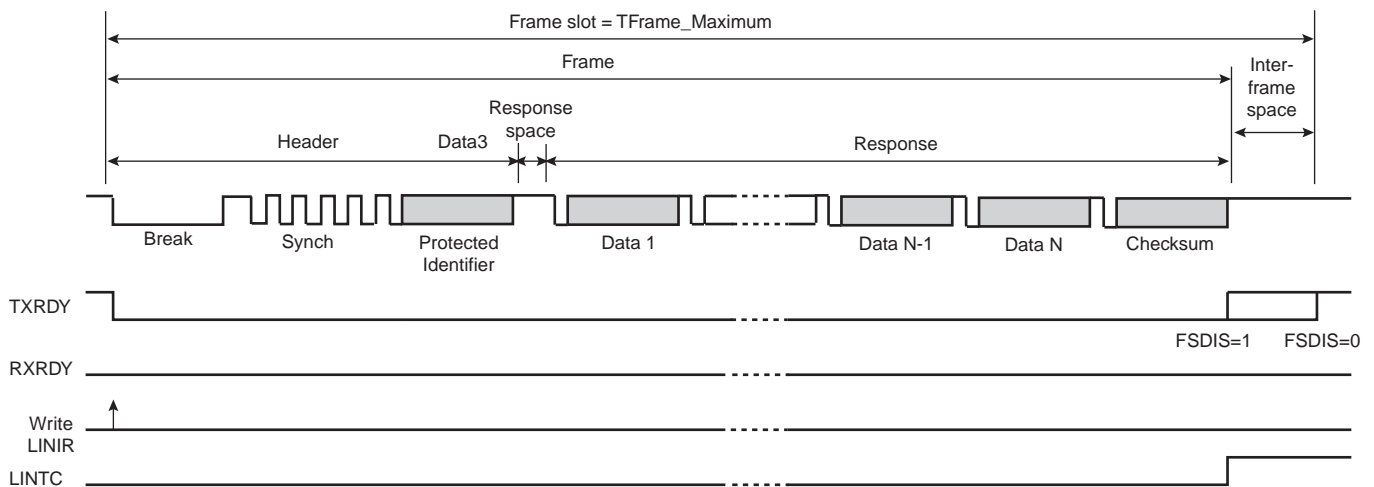 Frame slot = TFrame_Maximum
Frame
Inter-
frame
space
Response
space
Header
Data3
Response
Break
Synch
Protected
Identifier
Data 1
Data N-1
Data N
Checksum
TXRDY
FSDIS=1
FSDIS=0
RXRDY
Write
LINIR
LINTC